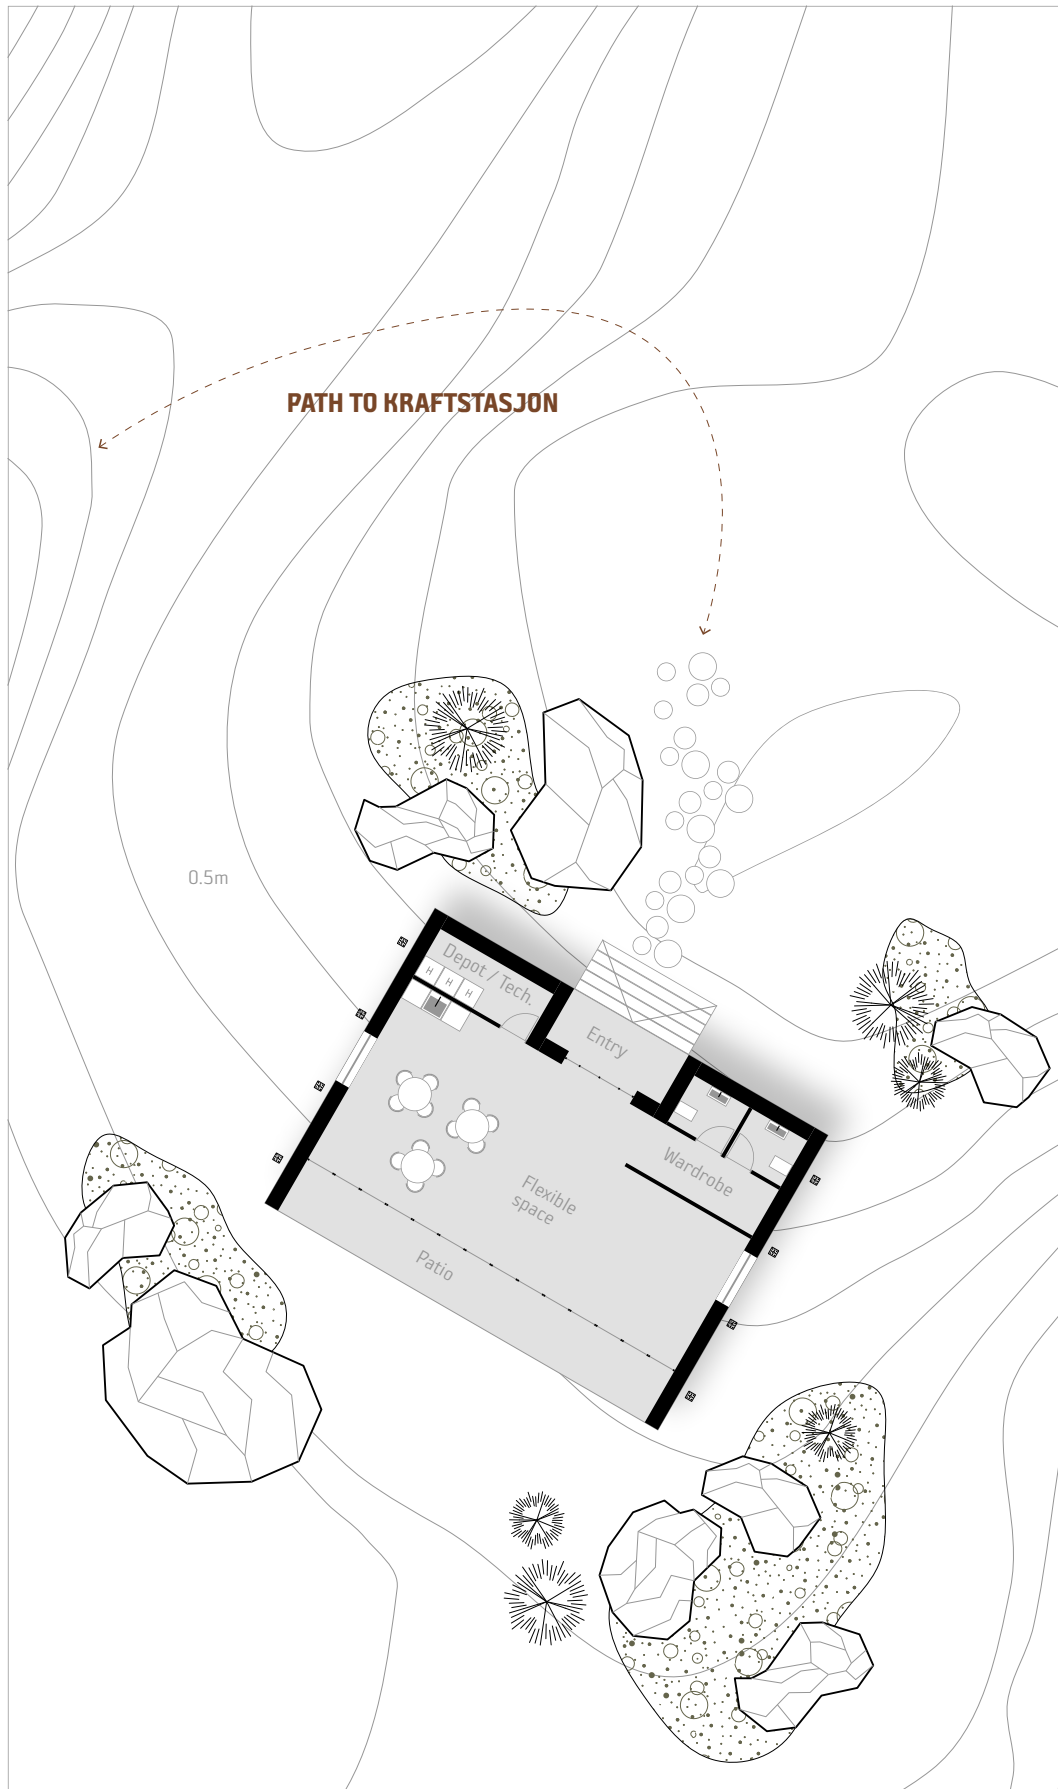 PATH TO KRAFTSTASJON
0.5m
Depot / Tech.
H
H
H
Entry
Wardrobe
Flexible
space
Patio